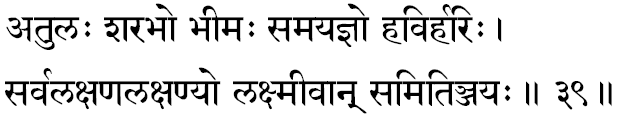 अतुलः शरभो भीमः समयज्ञो हविर्हरिः।
सर्वलक्षणलक्षण्यो लक्ष्मीवान् समितिञ्जयः॥ ३९॥